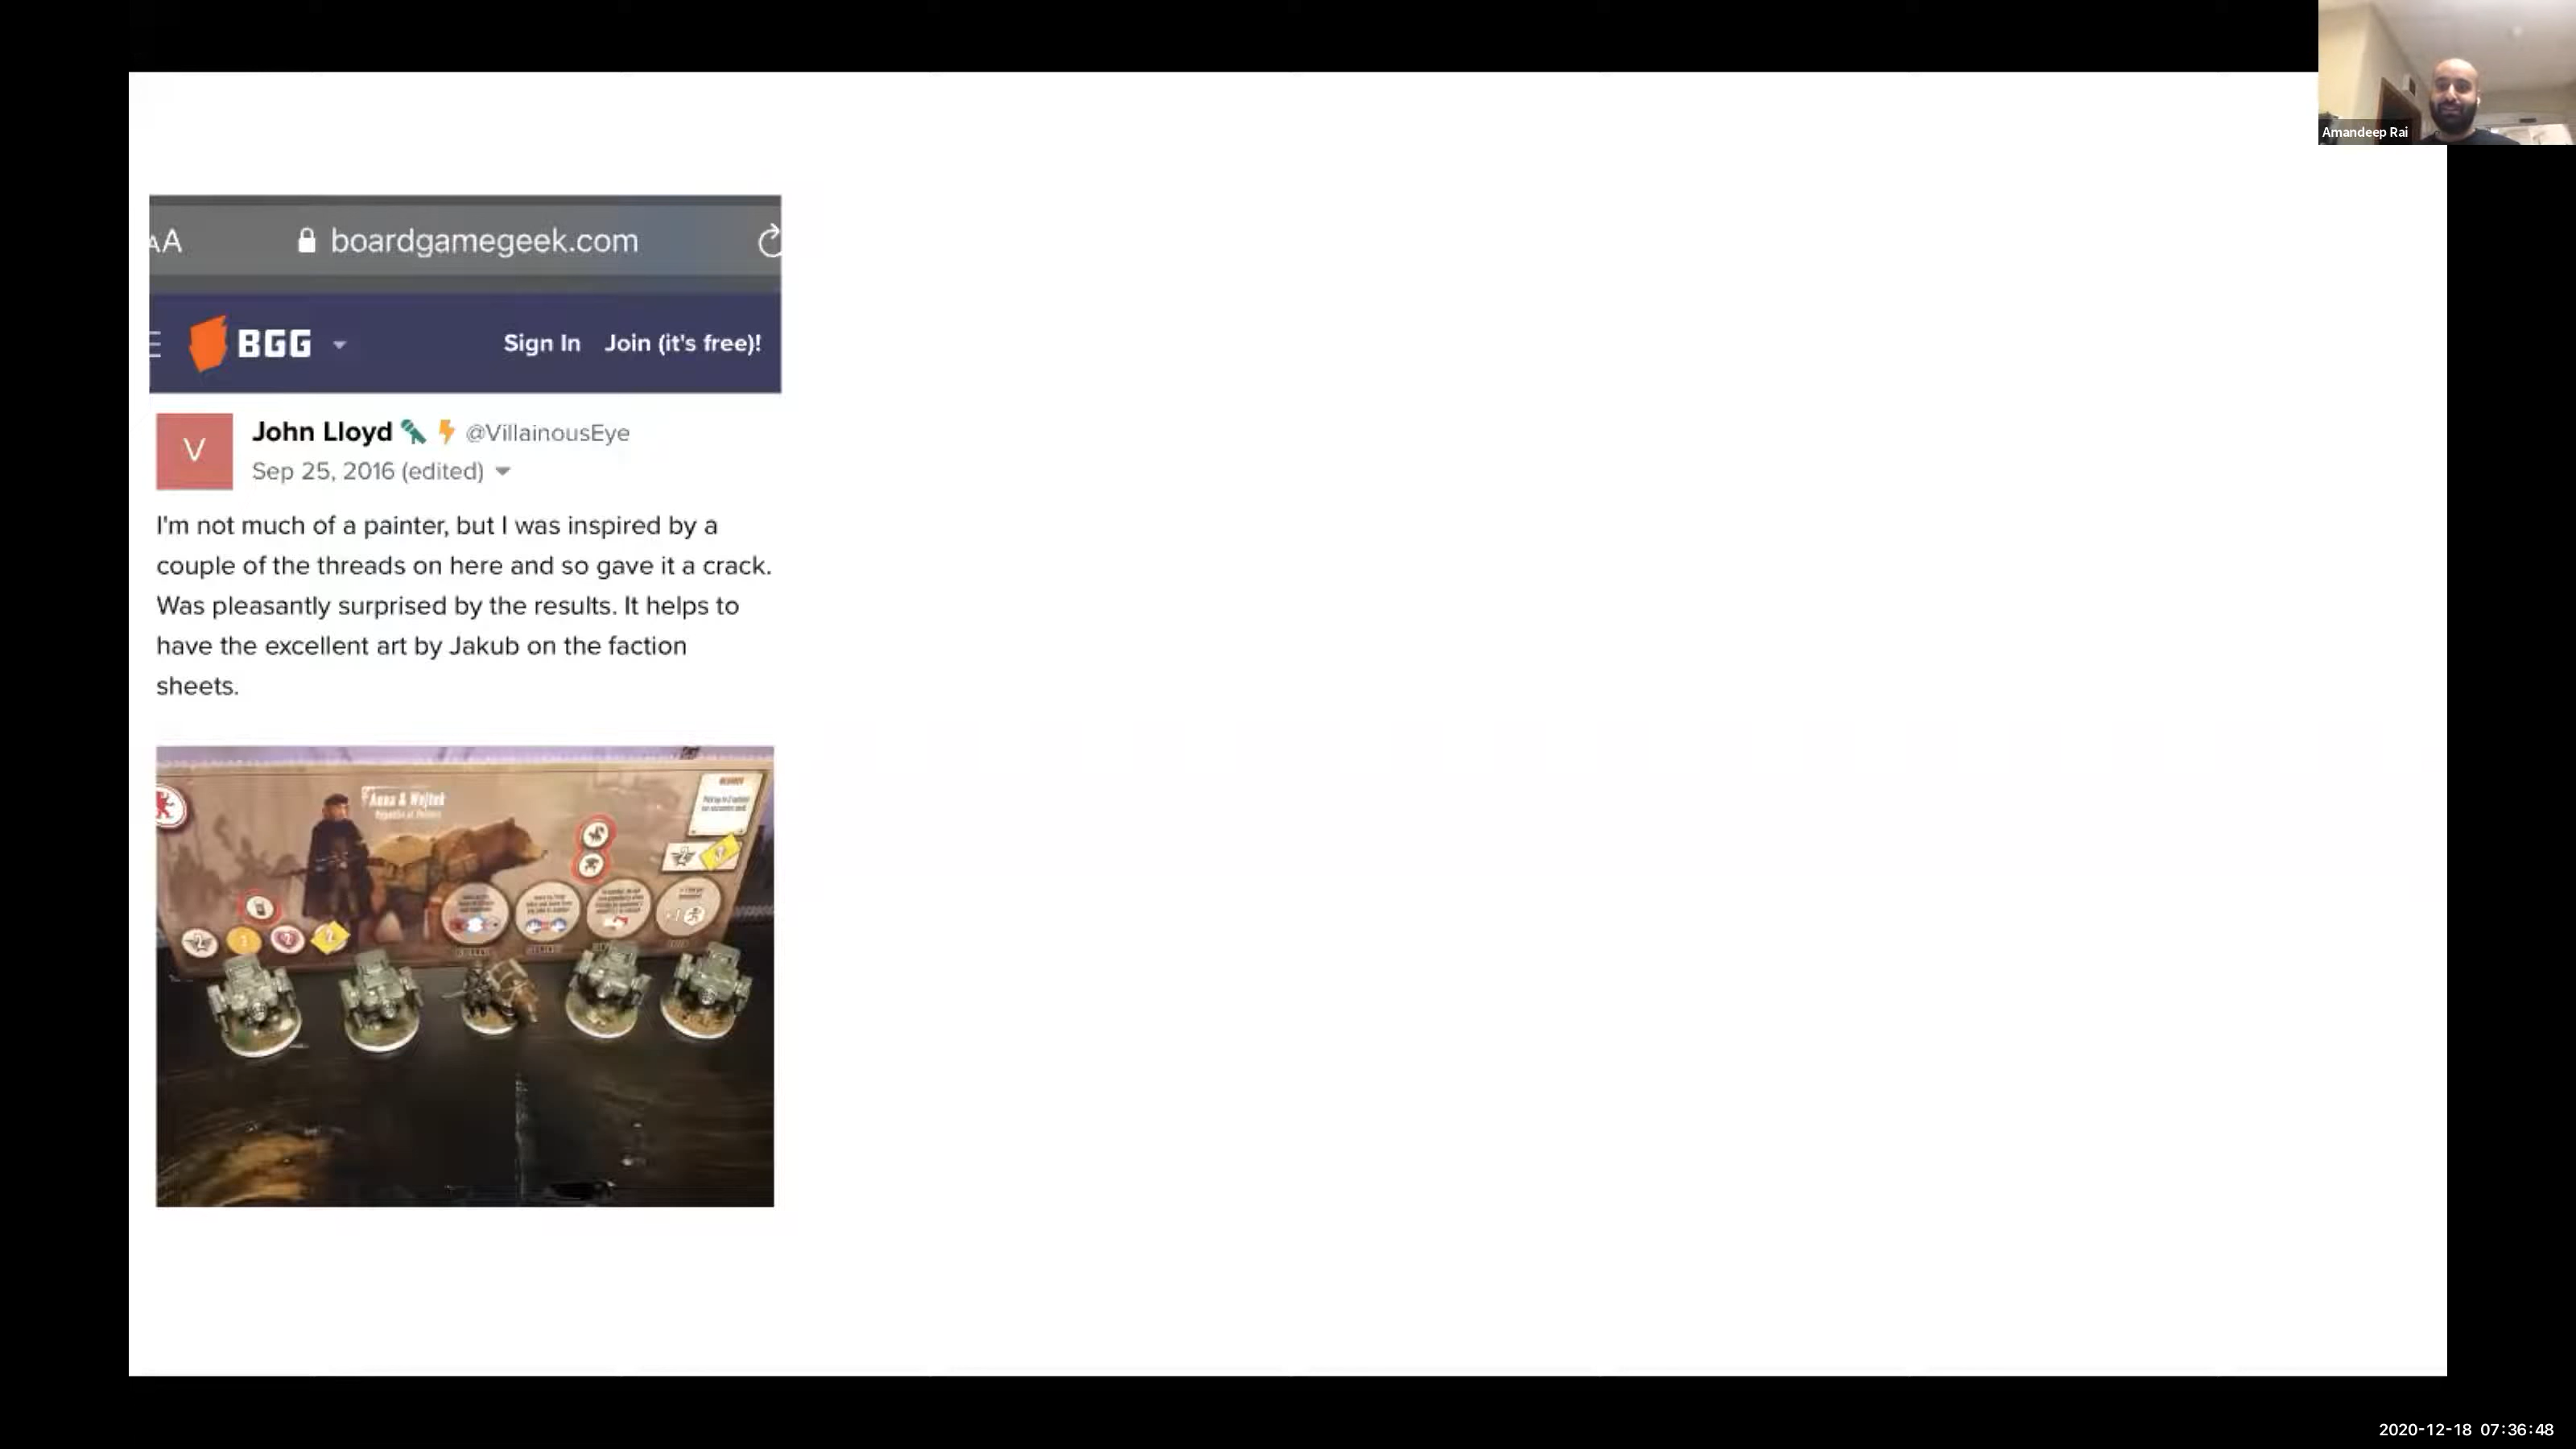 Amandeep Rai
AA
boardgamegeek.com
BGG
Sign In Join (it's free)!
V
John Lloyd @VillainousEye
Sep 25, 2016 (edited)
I'm not much of a painter, but I was inspired by a
couple of the threads on here and so gave it a crack.
Was pleasantly surprised by the results. It helps to
have the excellent art by Jakub on the faction
sheets.
Anna & Wojtek
2020-12-18 07:36:48